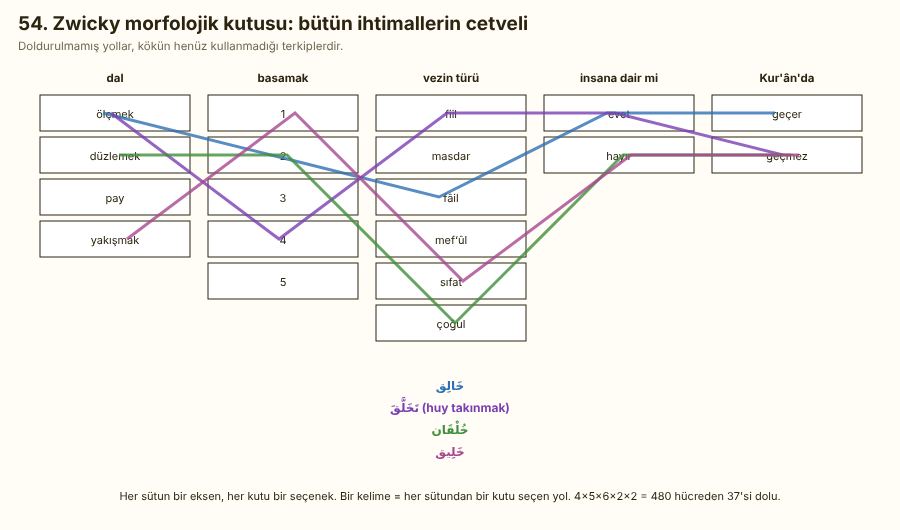 54. Zwicky morfolojik kutusu: bütün ihtimallerin cetveli
Doldurulmamış yollar, kökün henüz kullanmadığı terkiplerdir.
dal basamak vezin türü insana dair mi Kur'ân'da
ölçmek 1 fiil evet geçer
düzlemek 2 masdar hayır geçmez
pay 3 fâil
yakışmak 4 mef'ûl
5 sıfat
çoğul
خَالِق
تَخَلَّقَ (huy takınmak)
خُلْقَان
خَلِيق
Her sütun bir eksen, her kutu bir seçenek. Bir kelime = her sütundan bir kutu seçen yol. 4×5×6×2×2 = 480 hücreden 37'si dolu.